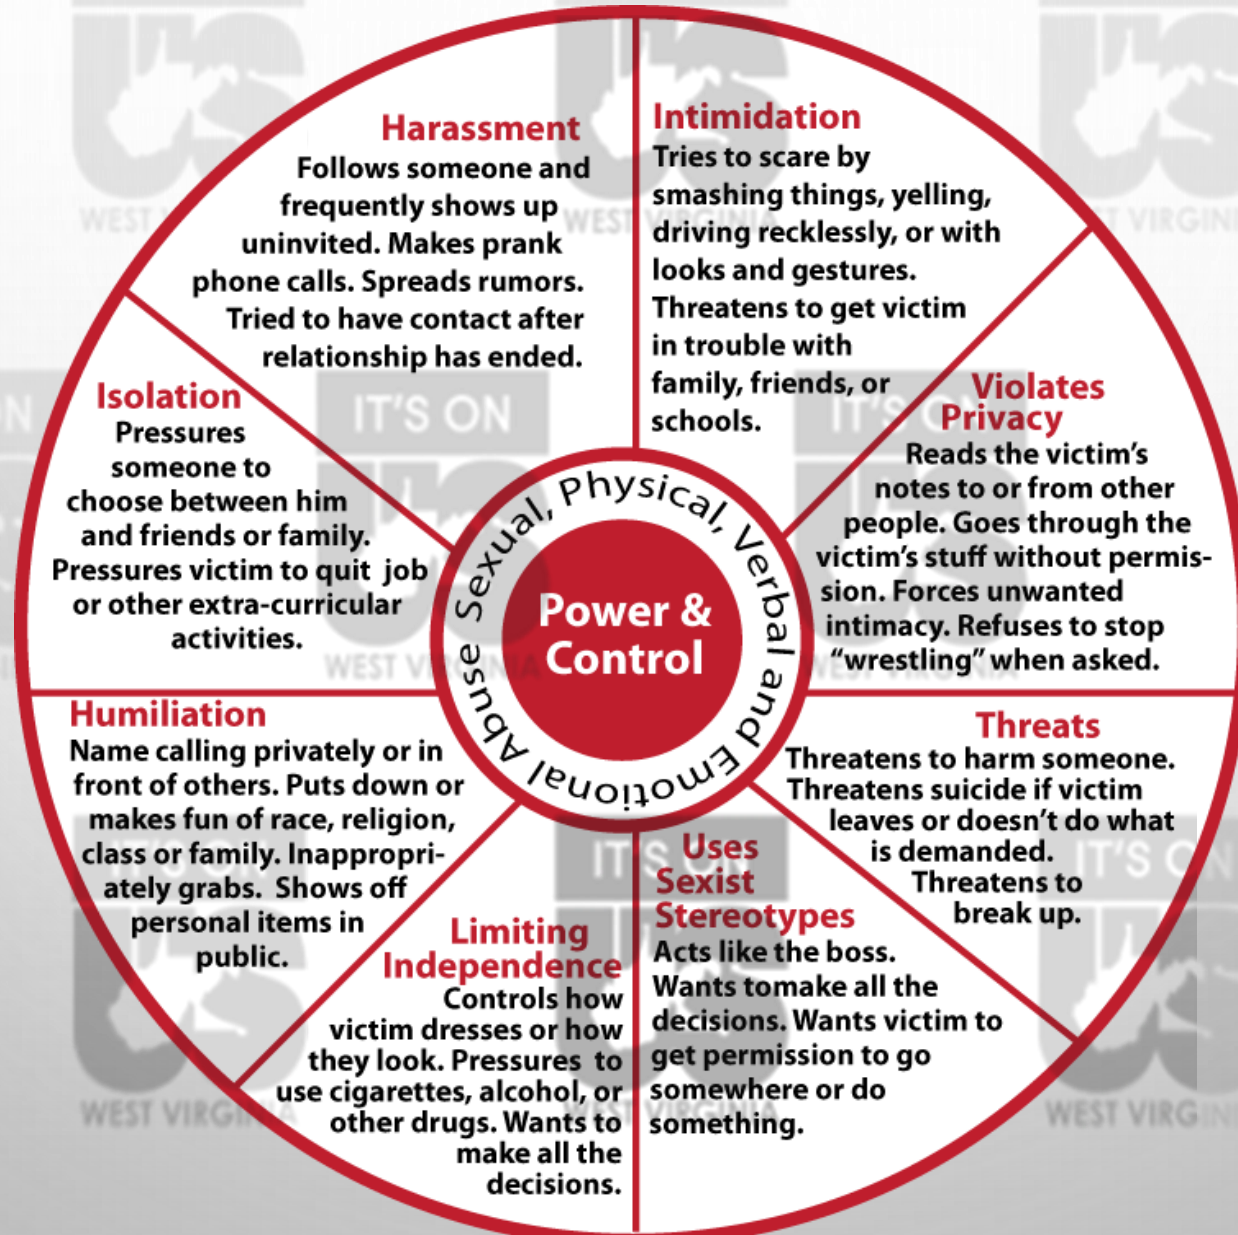 Harassment
Follows someone and
frequently shows up
uninvited. Makes prank
phone calls. Spreads rumors.
Tried to have contact after
relationship has ended.
Intimidation
Tries to scare by
smashing things, yelling,
driving recklessly, or with
looks and gestures.
Threatens to get victim
in trouble with
family, friends, or
schools.
Violates
Privacy
Reads the victim's
notes to or from other
people. Goes through the
victim's stuff without permis-
sion. Forces unwanted
intimacy. Refuses to stop
“wrestling” when asked.
Threats
Threatens to harm someone.
Threatens suicide if victim
leaves or doesn't do what
is demanded.
Threatens to
break up.
Uses
Sexist
Stereotypes
Acts like the boss.
Wants tomake all the
decisions. Wants victim to
get permission to go
somewhere or do
something.
Limiting
Independence
Controls how
victim dresses or how
they look. Pressures to
use cigarettes, alcohol, or
other drugs. Wants to
make all the
decisions.
Humiliation
Name calling privately or in
front of others. Puts down or
makes fun of race, religion,
class or family. Inappropri-
ately grabs. Shows off
personal items in
public.
Isolation
Pressures
someone to
choose between him
and friends or family.
Pressures victim to quit job
or other extra-curricular
activities.
Sexual, Physical, Verbal and Emotional Abuse
Power &
Control
IT'S ON
US
WEST VIRGINIA